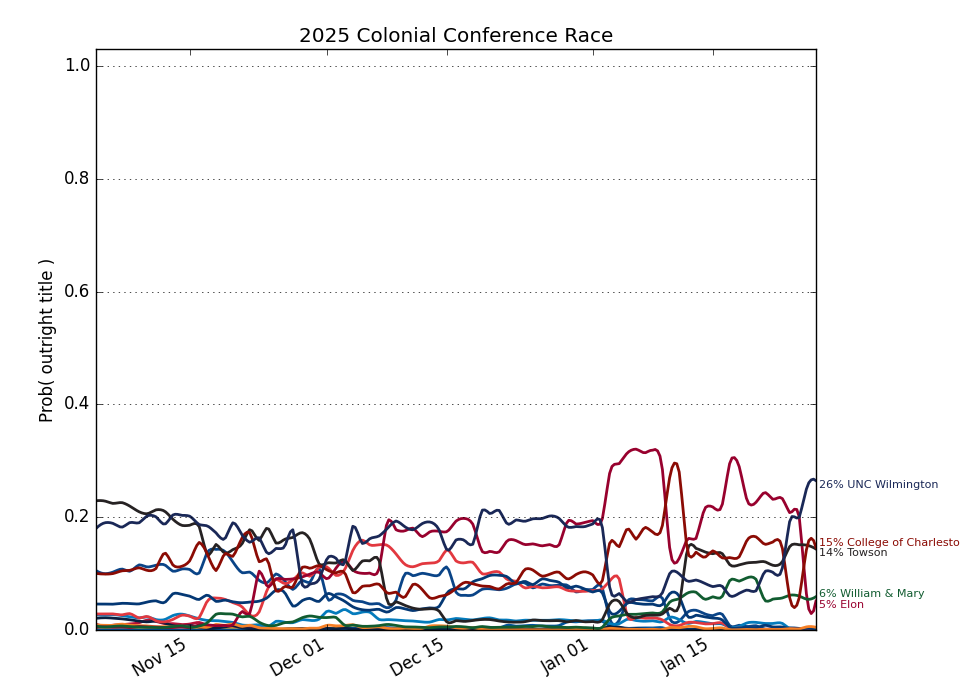 2025 Colonial Conference Race
Prob( outright title )
1.0
0.8
0.6
0.4
0.2
0.0
Nov 15
Dec 01
Dec 15
Jan 01
Jan 15
26% UNC Wilmington
15% College of Charlesto
14% Towson
6% William & Mary
5% Elon